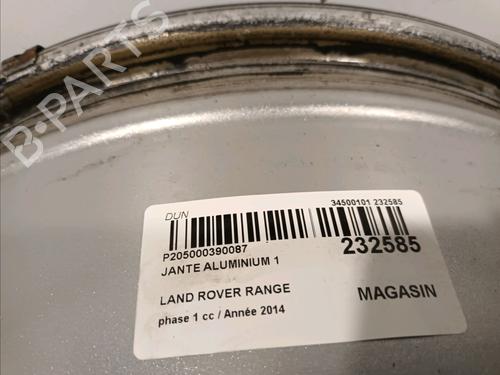 B-PARTS
DUN
34500101 232585
P205000390087
232585
JANTE ALUMINIUM 1
LAND ROVER RANGE
MAGASIN
phase 1 cc / Année 2014